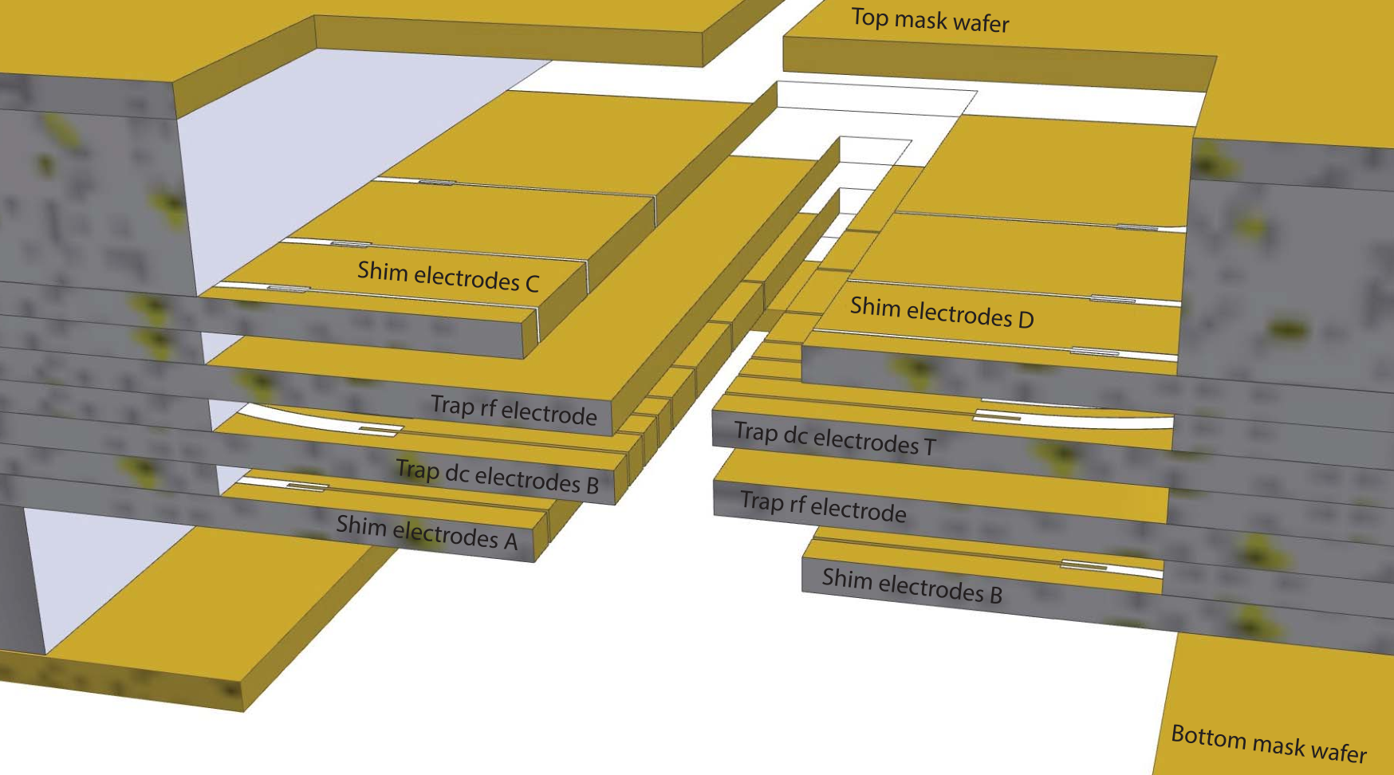 Top mask wafer
Shim electrodes C
Shim electrodes D
Trap rf electrode
Trap dc electrodes T
Trap dc electrodes B
Trap rf electrode
Shim electrodes A
Shim electrodes B
Bottom mask wafer